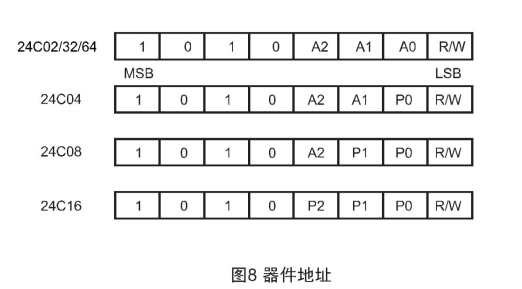 24C02/32/64 1 0 1 0 A2 A1 A0 R/W
MSB LSB
24C04 1 0 1 0 A2 A1 P0 R/W
24C08 1 0 1 0 A2 P1 P0 R/W
24C16 1 0 1 0 P2 P1 P0 R/W
图8 器件地址